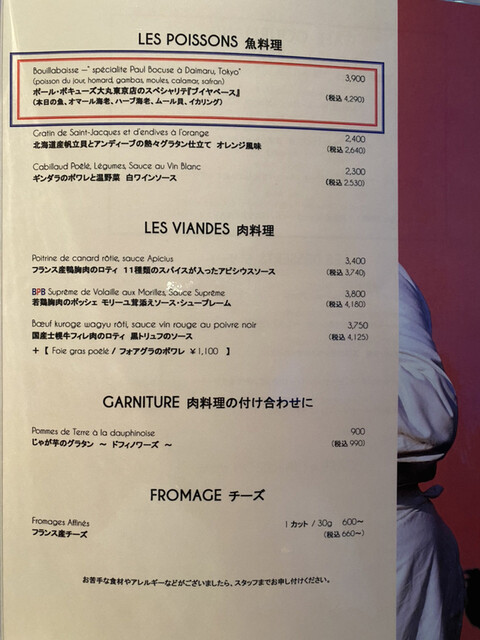 LES POISSONS 魚料理
Bouillabaisse —" spécialite Paul Bocuse à Daimaru, Tokyo"
(poisson du jour, homard, gambas, moules, calamar, safran) 3,900
ポール・ボキューズ大丸東京店のスペシャリテ『ブイヤベース』
(本日の魚、オマール海老、ハーブ海老、ムール貝、イカリング) (税込 4,290)
Gratin de Saint-Jacques et d'endives à l'orange 2,400
北海道産帆立貝とアンディーブの熱々グラタン仕立て オレンジ風味 (税込 2,640)
Cabillaud Poêlé, Légumes, Sauce au Vin Blanc 2,300
ギンダラのポワレと温野菜 白ワインソース (税込 2,530)
LES VIANDES 肉料理
Poitrine de canard rôtie, sauce Apicius 3,400
フランス産鴨胸肉のロティ 11種類のスパイスが入ったアピシウスソース (税込 3,740)
BPB Suprême de Volaille aux Morilles, Sauce Suprême 3,800
若鶏胸肉のポッシェ モリーユ茸添えソース・シュープレーム (税込 4,180)
Bœuf kuroge wagyu rôti, sauce vin rouge au poivre noir 3,750
国産士幌牛フィレ肉のロティ 黒トリュフのソース (税込 4,125)
+ [ Foie gras poêlé / フォアグラのポワレ ¥1,100 ]
GARNITURE 肉料理の付け合わせに
Pommes de Terre à la dauphinoise 900
じゃが芋のグラタン 〜 ドフィノワーズ 〜 (税込 990)
FROMAGE チーズ
Fromages Affinés 1カット / 30g 600〜
フランス産チーズ (税込 660〜)
お苦手な食材やアレルギーなどがございましたら、スタッフまでお申し付けください。